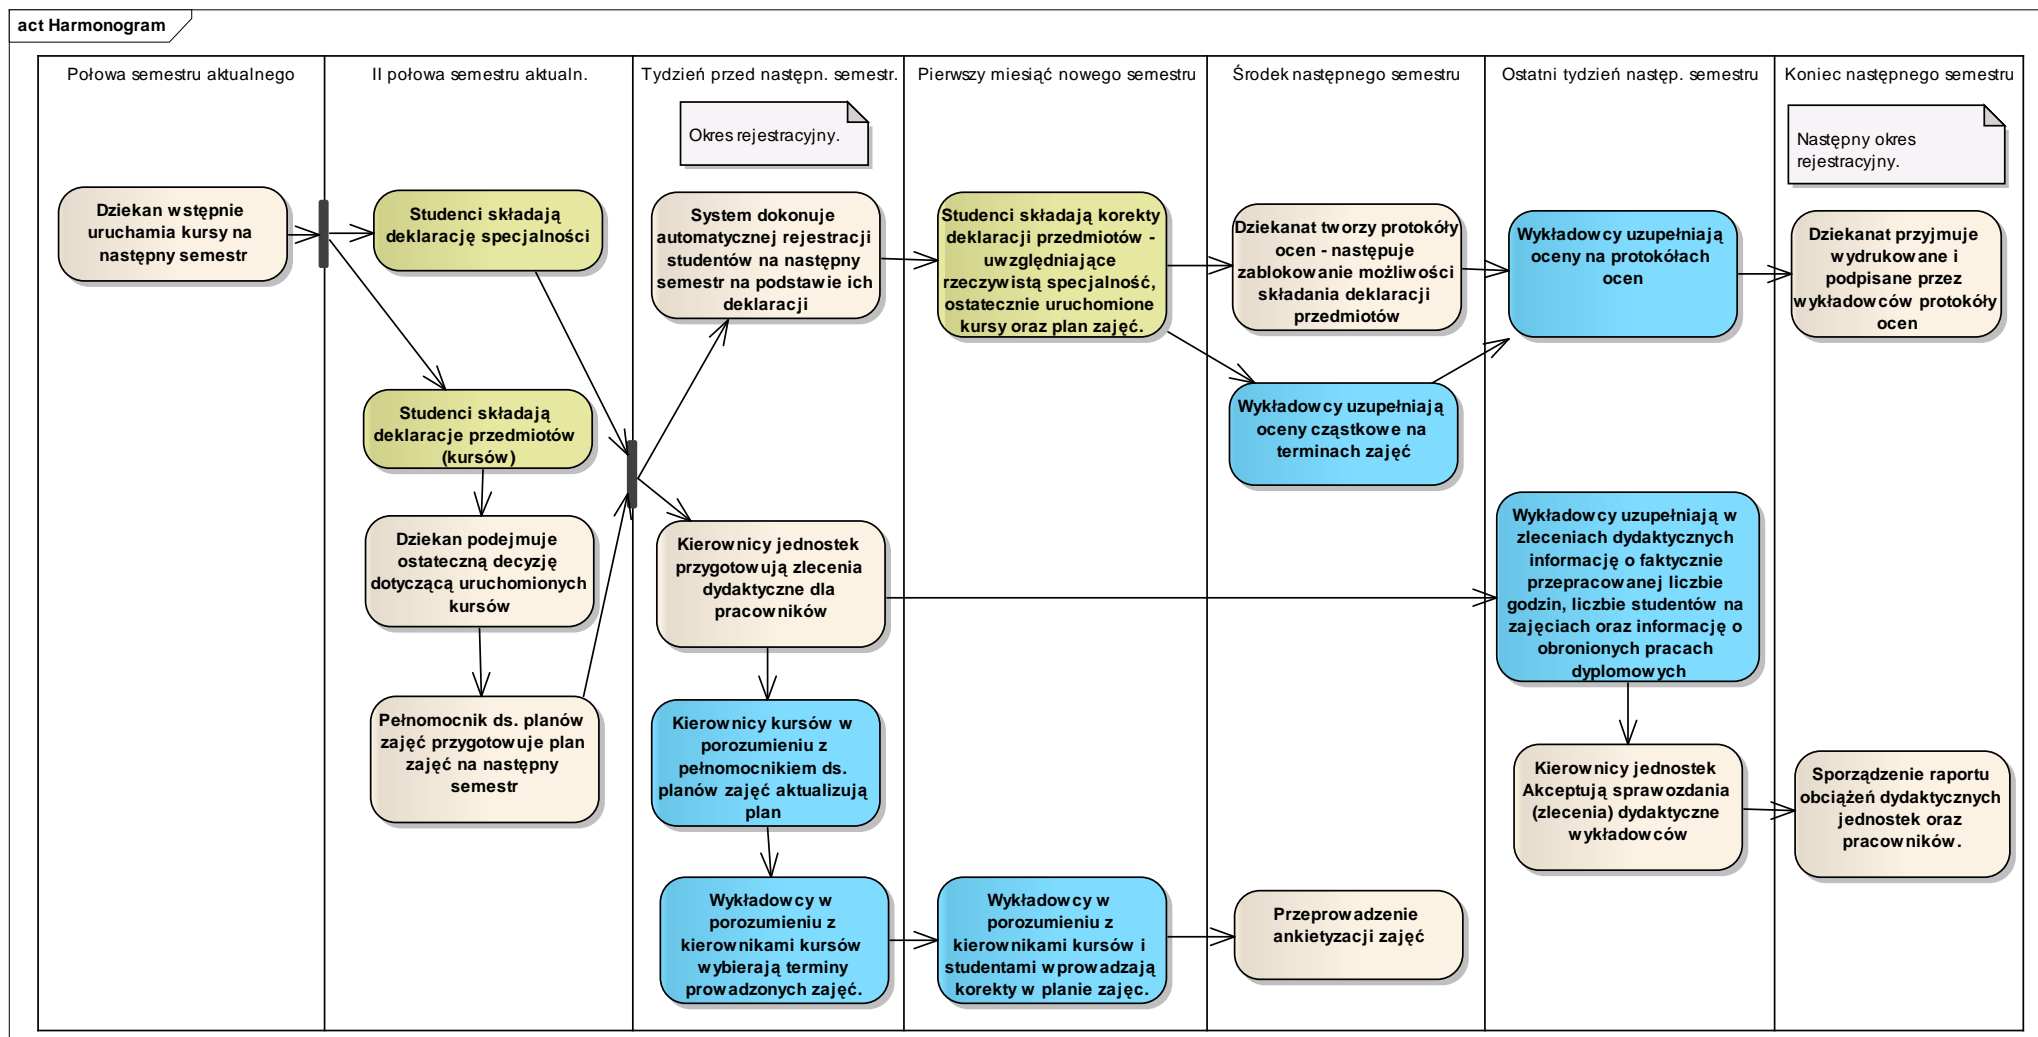 act Harmonogram
Połowa semestru aktualnego
II połowa semestru aktualn.
Tydzień przed następn. semestr.
Pierwszy miesiąć nowego semestru
Środek następnego semestru
Ostatni tydzień następ. semestru
Koniec następnego semestru
Okres rejestracyjny.
Następny okres
rejestracyjny.
Dziekan wstępnie
uruchamia kursy na
następny semestr
Studenci składają
deklarację specjalności
System dokonuje
automatycznej rejestracji
studentów na następny
semestr na podstawie ich
deklaracji
Studenci składają korekty
deklaracji przedmiotów -
uwzględniające
rzeczywistą specjalność,
ostatecznie uruchomione
kursy oraz plan zajęć.
Dziekanat tworzy protokóły
ocen - następuje
zablokowanie możliwości
składania deklaracji
przedmiotów
Wykładowcy uzupełniają
oceny na protokółach
ocen
Dziekanat przyjmuje
wydrukowane i
podpisane przez
wykładowców protokóły
ocen
Studenci składają
deklaracje przedmiotów
(kursów)
Wykładowcy uzupełniają
oceny cząstkowe na
terminach zajęć
Dziekan podejmuje
ostateczną decyzję
dotyczącą uruchomionych
kursów
Kierownicy jednostek
przygotowują zlecenia
dydaktyczne dla
pracowników
Wykładowcy uzupełniają w
zleceniach dydaktycznych
informację o faktycznie
przepracowanej liczbie
godzin, liczbie studentów na
zajęciach oraz informację o
obronionych pracach
dyplomowych
Pełnomocnik ds. planów
zajęć przygotowuje plan
zajęć na następny
semestr
Kierownicy kursów w
porozumieniu z
pełnomocnikiem ds.
planów zajęć aktualizują
plan
Kierownicy jednostek
Akceptują sprawozdania
(zlecenia) dydaktyczne
wykładowców
Sporządzenie raportu
obciążeń dydaktycznych
jednostek oraz
pracowników.
Wykładowcy w
porozumieniu z
kierownikami kursów
wybierają terminy
prowadzonych zajęć.
Wykładowcy w
porozumieniu z
kierownikami kursów i
studentami wprowadzają
korekty w planie zajęc.
Przeprowadzenie
ankietyzacji zajęć